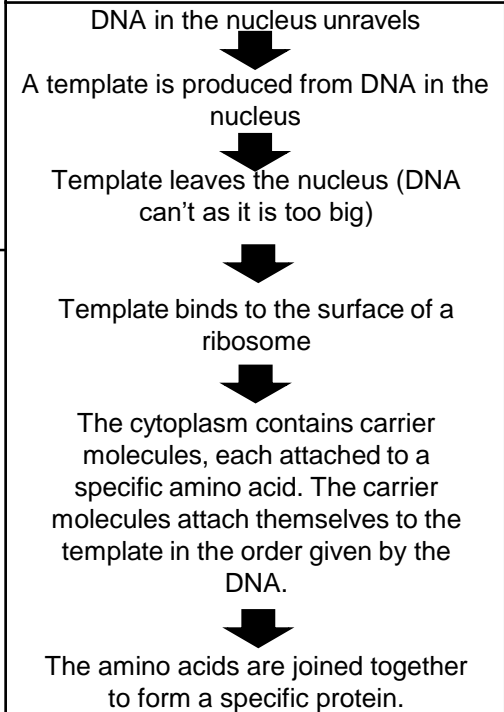 DNA in the nucleus unravels
A template is produced from DNA in the
nucleus
Template leaves the nucleus (DNA
can't as it is too big)
Template binds to the surface of a
ribosome
The cytoplasm contains carrier
molecules, each attached to a
specific amino acid. The carrier
molecules attach themselves to the
template in the order given by the
DNA.
The amino acids are joined together
to form a specific protein.